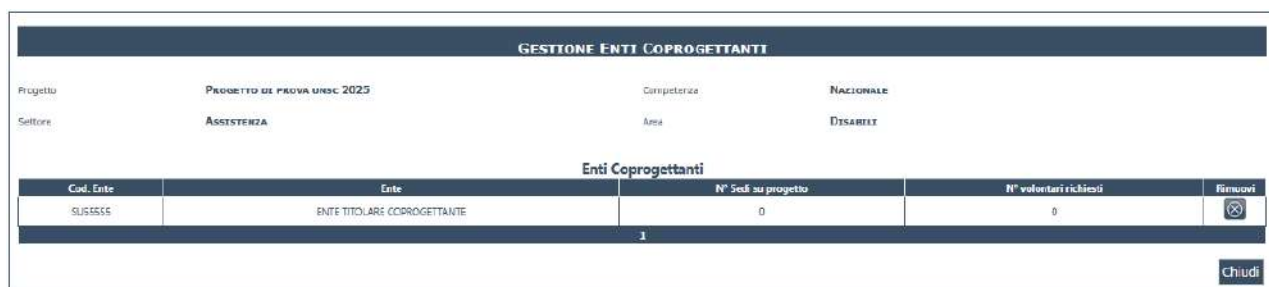 GESTIONE ENTI COPROGETTANTI
Progetto PROGETTO DI PROVA UNSC 2025 Competenza NAZIONALE
Settore ASSISTENZA Area DISABILI
Enti Coprogettanti
Cod. Ente Ente N° Sedi su progetto N° volontari richiesti Rimuovi
SU55555 ENTE TITOLARE COPROGETTANTE 0 0
1
Chiudi